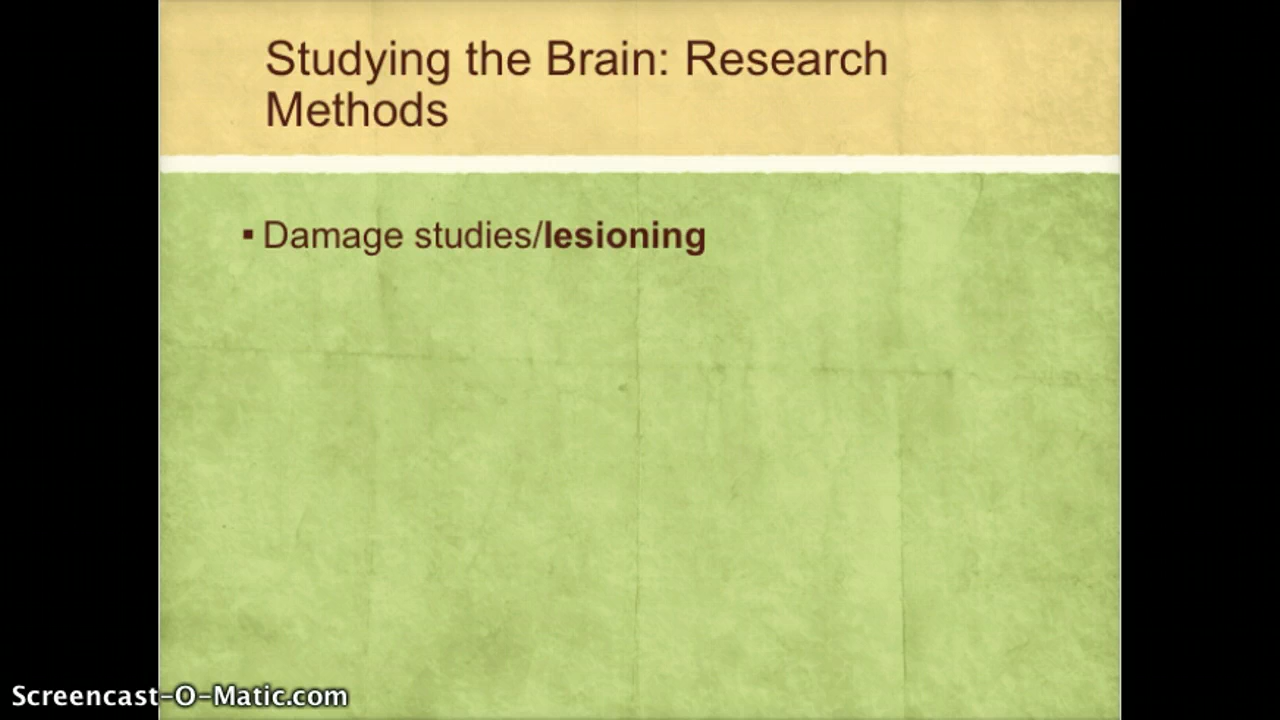 Studying the Brain: Research
Methods
▪ Damage studies/lesioning
Screencast-O-Matic.com